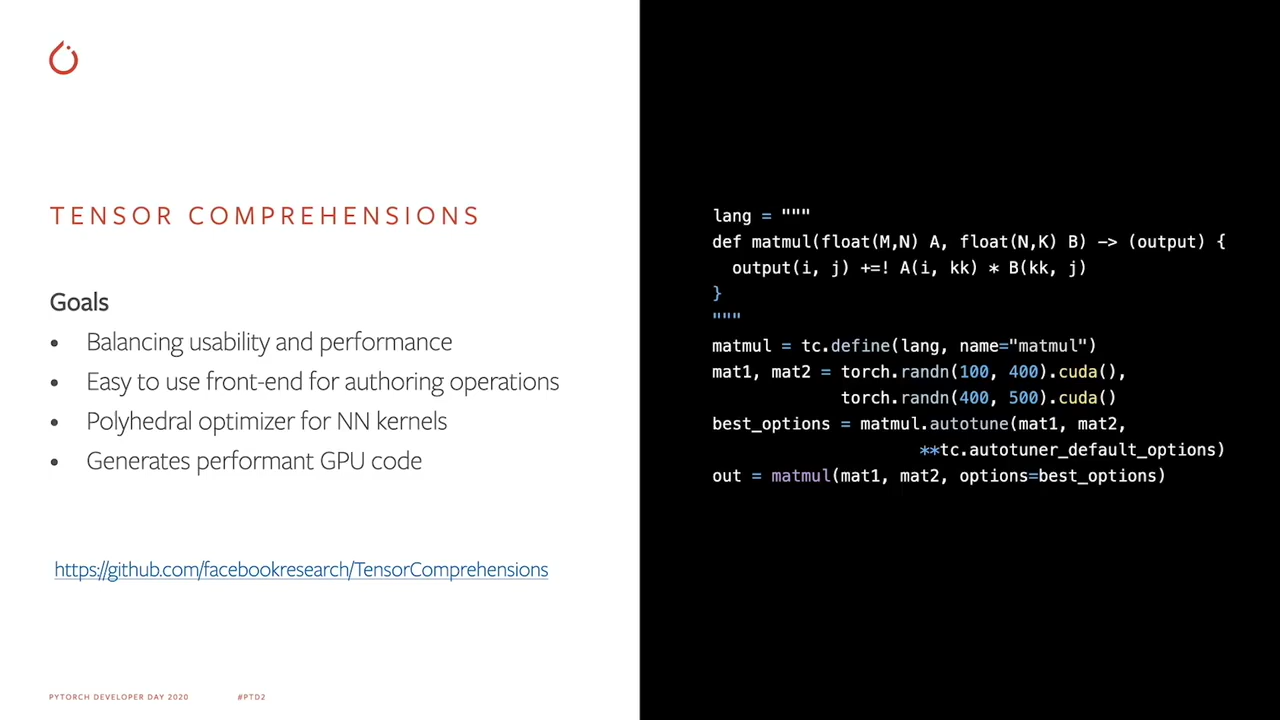 TENSOR COMPREHENSIONS
Goals
• Balancing usability and performance
• Easy to use front-end for authoring operations
• Polyhedral optimizer for NN kernels
• Generates performant GPU code
https://github.com/facebookresearch/TensorComprehensions
PYTORCH DEVELOPER DAY 2020 #PTD2
lang = """
def matmul(float(M,N) A, float(N,K) B) -> (output) {
  output(i, j) +=! A(i, kk) * B(kk, j)
}
"""
matmul = tc.define(lang, name="matmul")
mat1, mat2 = torch.randn(100, 400).cuda(),
             torch.randn(400, 500).cuda()
best_options = matmul.autotune(mat1, mat2,
                     **tc.autotuner_default_options)
out = matmul(mat1, mat2, options=best_options)